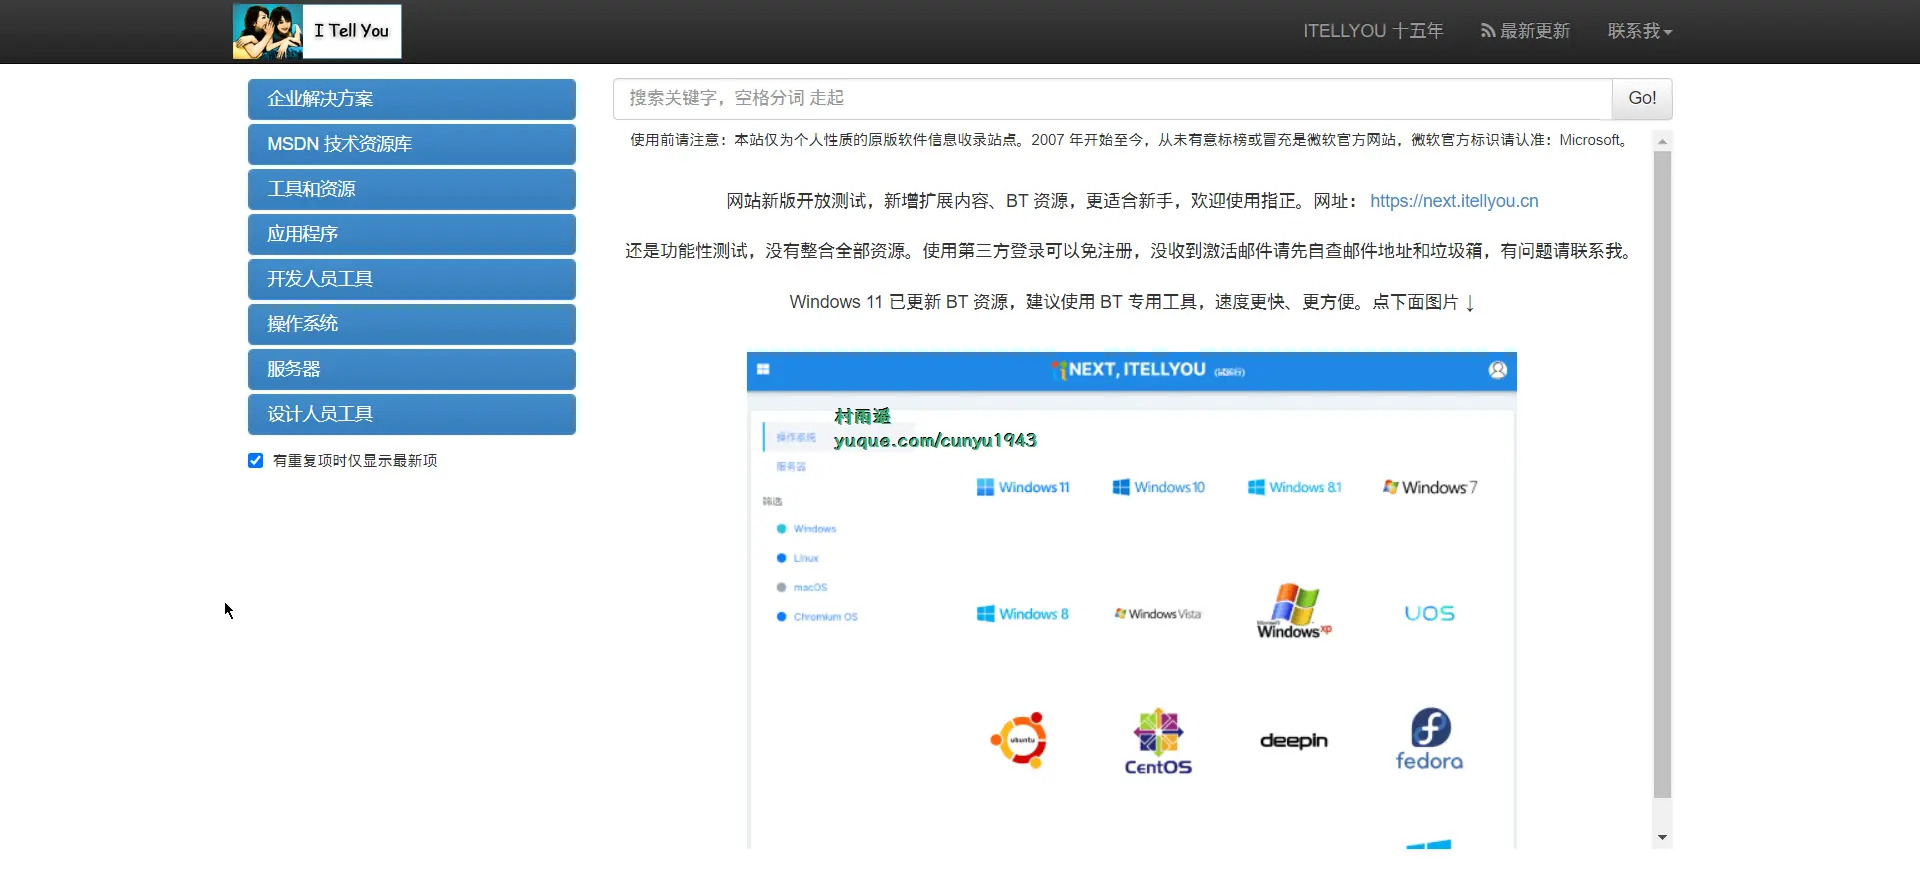 I Tell You
ITELLYOU 十五年
最新更新
联系我
企业解决方案
MSDN 技术资源库
工具和资源
应用程序
开发人员工具
操作系统
服务器
设计人员工具
有重复项时仅显示最新项
搜索关键字，空格分词 走起
Go!
使用前请注意：本站仅为个人性质的原版软件信息收录站点。2007 年开始至今，从未有意标榜或冒充是微软官方网站，微软官方标识请认准：Microsoft。
网站新版开放测试，新增扩展内容、BT 资源，更适合新手，欢迎使用指正。网址： https://next.itellyou.cn
还是功能性测试，没有整合全部资源。使用第三方登录可以免注册，没收到激活邮件请先自查邮件地址和垃圾箱，有问题请联系我。
Windows 11 已更新 BT 资源，建议使用 BT 专用工具，速度更快、更方便。点下面图片 ↓
NEXT, ITELLYOU (试运行)
村雨遥
yuque.com/cunyu1943
操作系统
服务器
筛选
Windows
Linux
macOS
Chromium OS
Windows 11
Windows 10
Windows 8.1
Windows 7
Windows 8
Windows Vista
Microsoft
Windows xp
UOS
ubuntu
CentOS
deepin
fedora